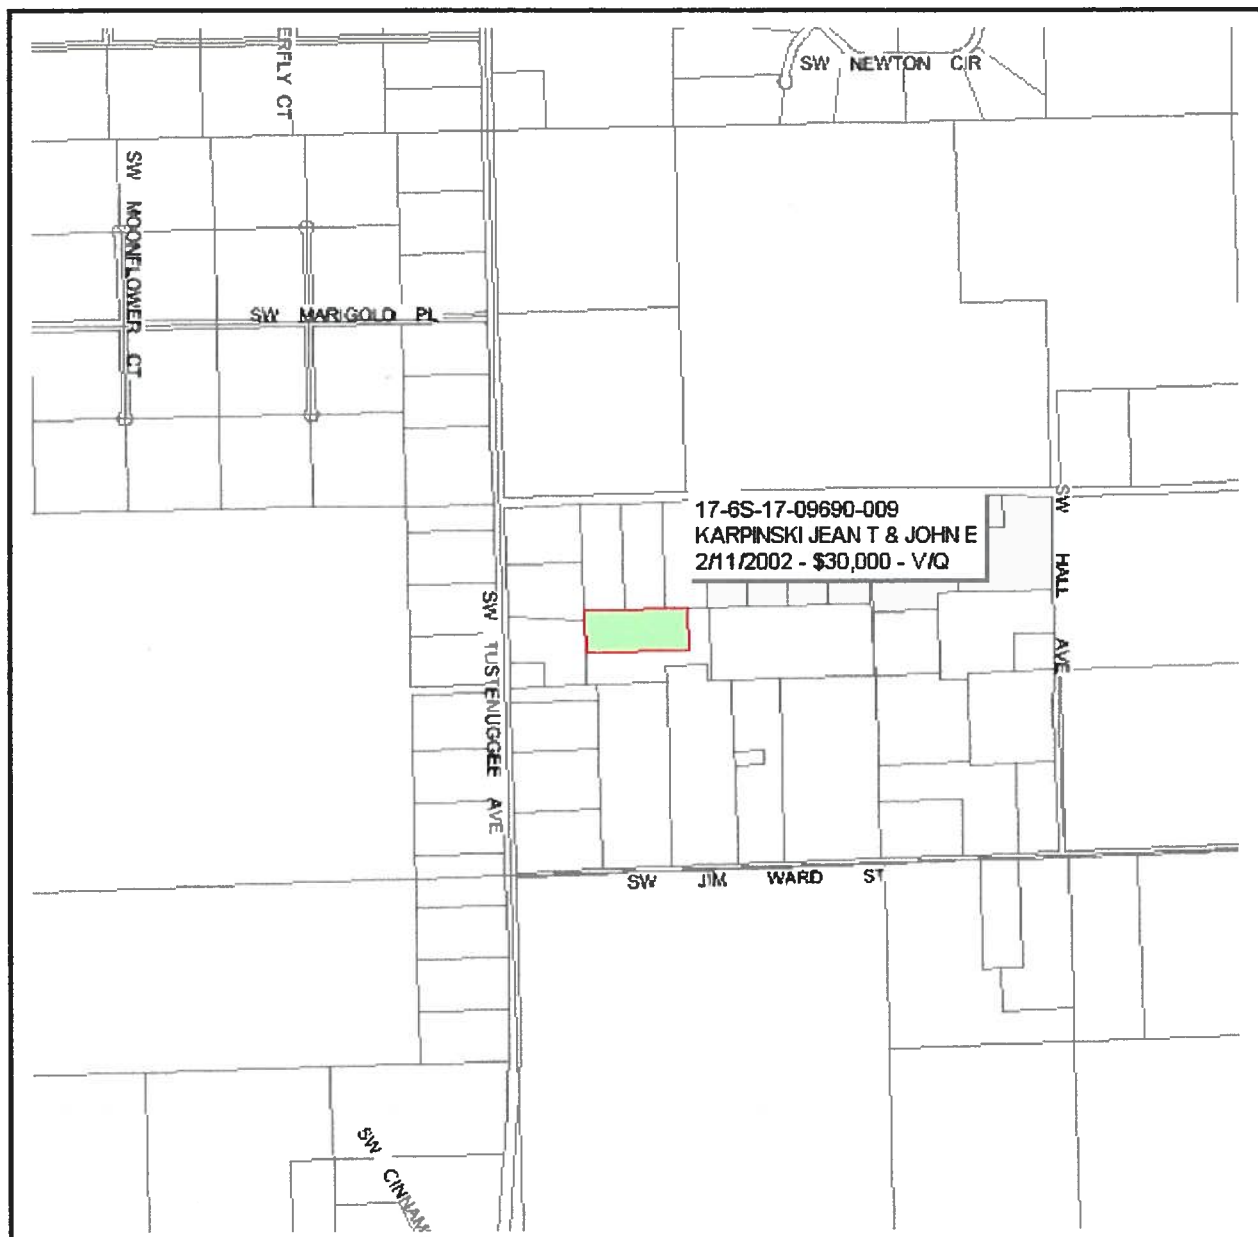 ERFLY CT
SW NEWTON CIR
SW MOONFLOWER CT
SW MARIGOLD PL
17-6S-17-09690-009
KARPINSKI JEAN T & JOHN E
2/11/2002 - $30,000 - V/Q
SW HALL AVE
SW TUSTENUGGEE AVE
SW JIM WARD ST
SW CINNAM